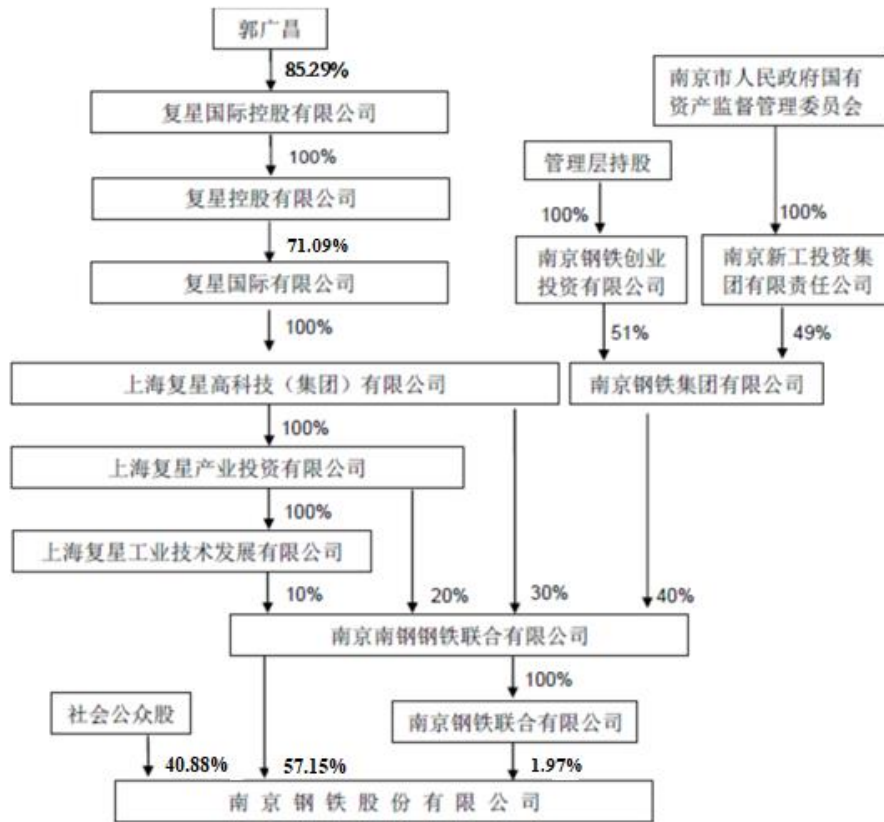 郭广昌
85.29%
南京市人民政府国有
资产监督管理委员会
复星国际控股有限公司
100%
管理层持股
复星控股有限公司
100%
100%
71.09%
南京钢铁创业
投资有限公司
南京新工投资集
团有限责任公司
复星国际有限公司
100%
51%
49%
上海复星高科技（集团）有限公司
南京钢铁集团有限公司
100%
上海复星产业投资有限公司
100%
上海复星工业技术发展有限公司
10%
20%
30%
40%
南京南钢钢铁联合有限公司
100%
社会公众股
南京钢铁联合有限公司
40.88%
57.15%
1.97%
南京钢铁股份有限公司